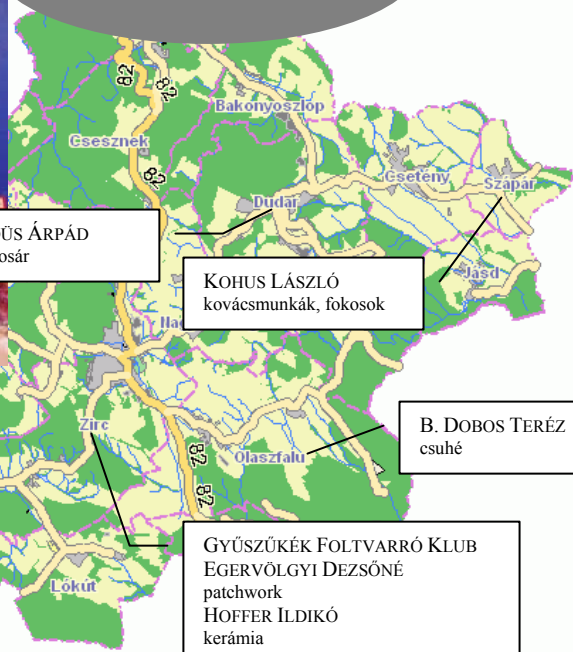 82
82
Bakonyoszlop
Csesznek
82
Csetény
Szápár
Dudar
ÜS ÁRPÁD
osár
KOHUS LÁSZLÓ
kovácsmunkák, fokosok
Jásd
Zirc
B. DOBOS TERÉZ
csuhé
82
Olaszfalu
82
GYŰSZŰKÉK FOLTVARRÓ KLUB
EGERVÖLGYI DEZSŐNÉ
patchwork
HOFFER ILDIKÓ
kerámia
Lókút